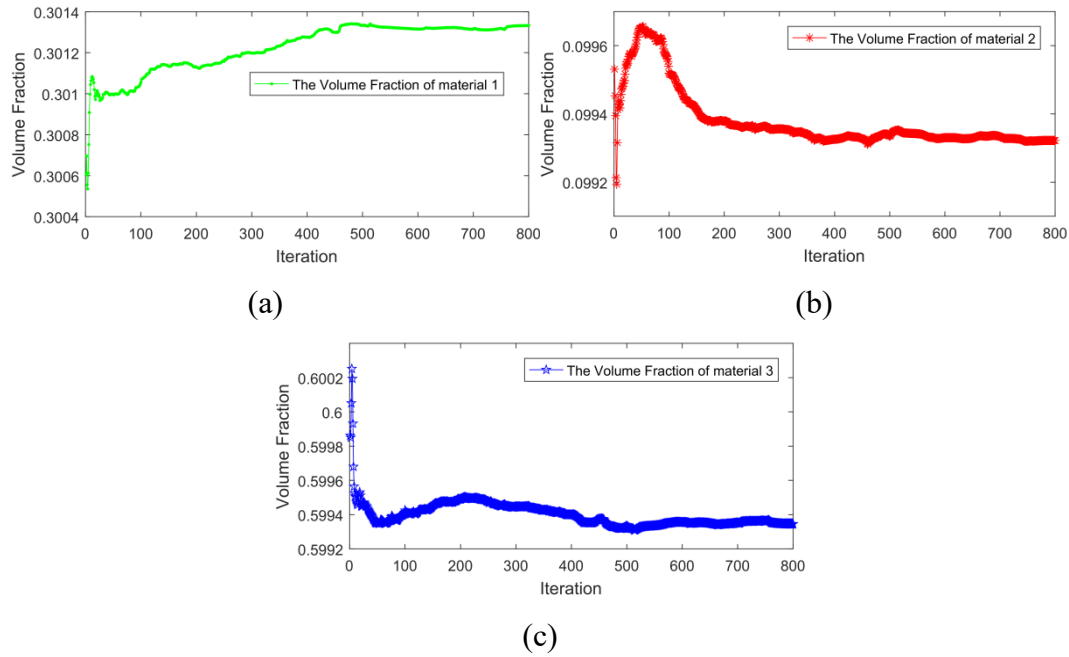 0.3014
0.3012
0.301
0.3008
0.3006
0.3004
Volume Fraction
The Volume Fraction of material 1
0 100 200 300 400 500 600 700 800
Iteration
(a)
0.0996
0.0994
0.0992
Volume Fraction
The Volume Fraction of material 2
0 100 200 300 400 500 600 700 800
Iteration
(b)
0.6002
0.6
0.5998
0.5996
0.5994
0.5992
Volume Fraction
The Volume Fraction of material 3
0 100 200 300 400 500 600 700 800
Iteration
(c)